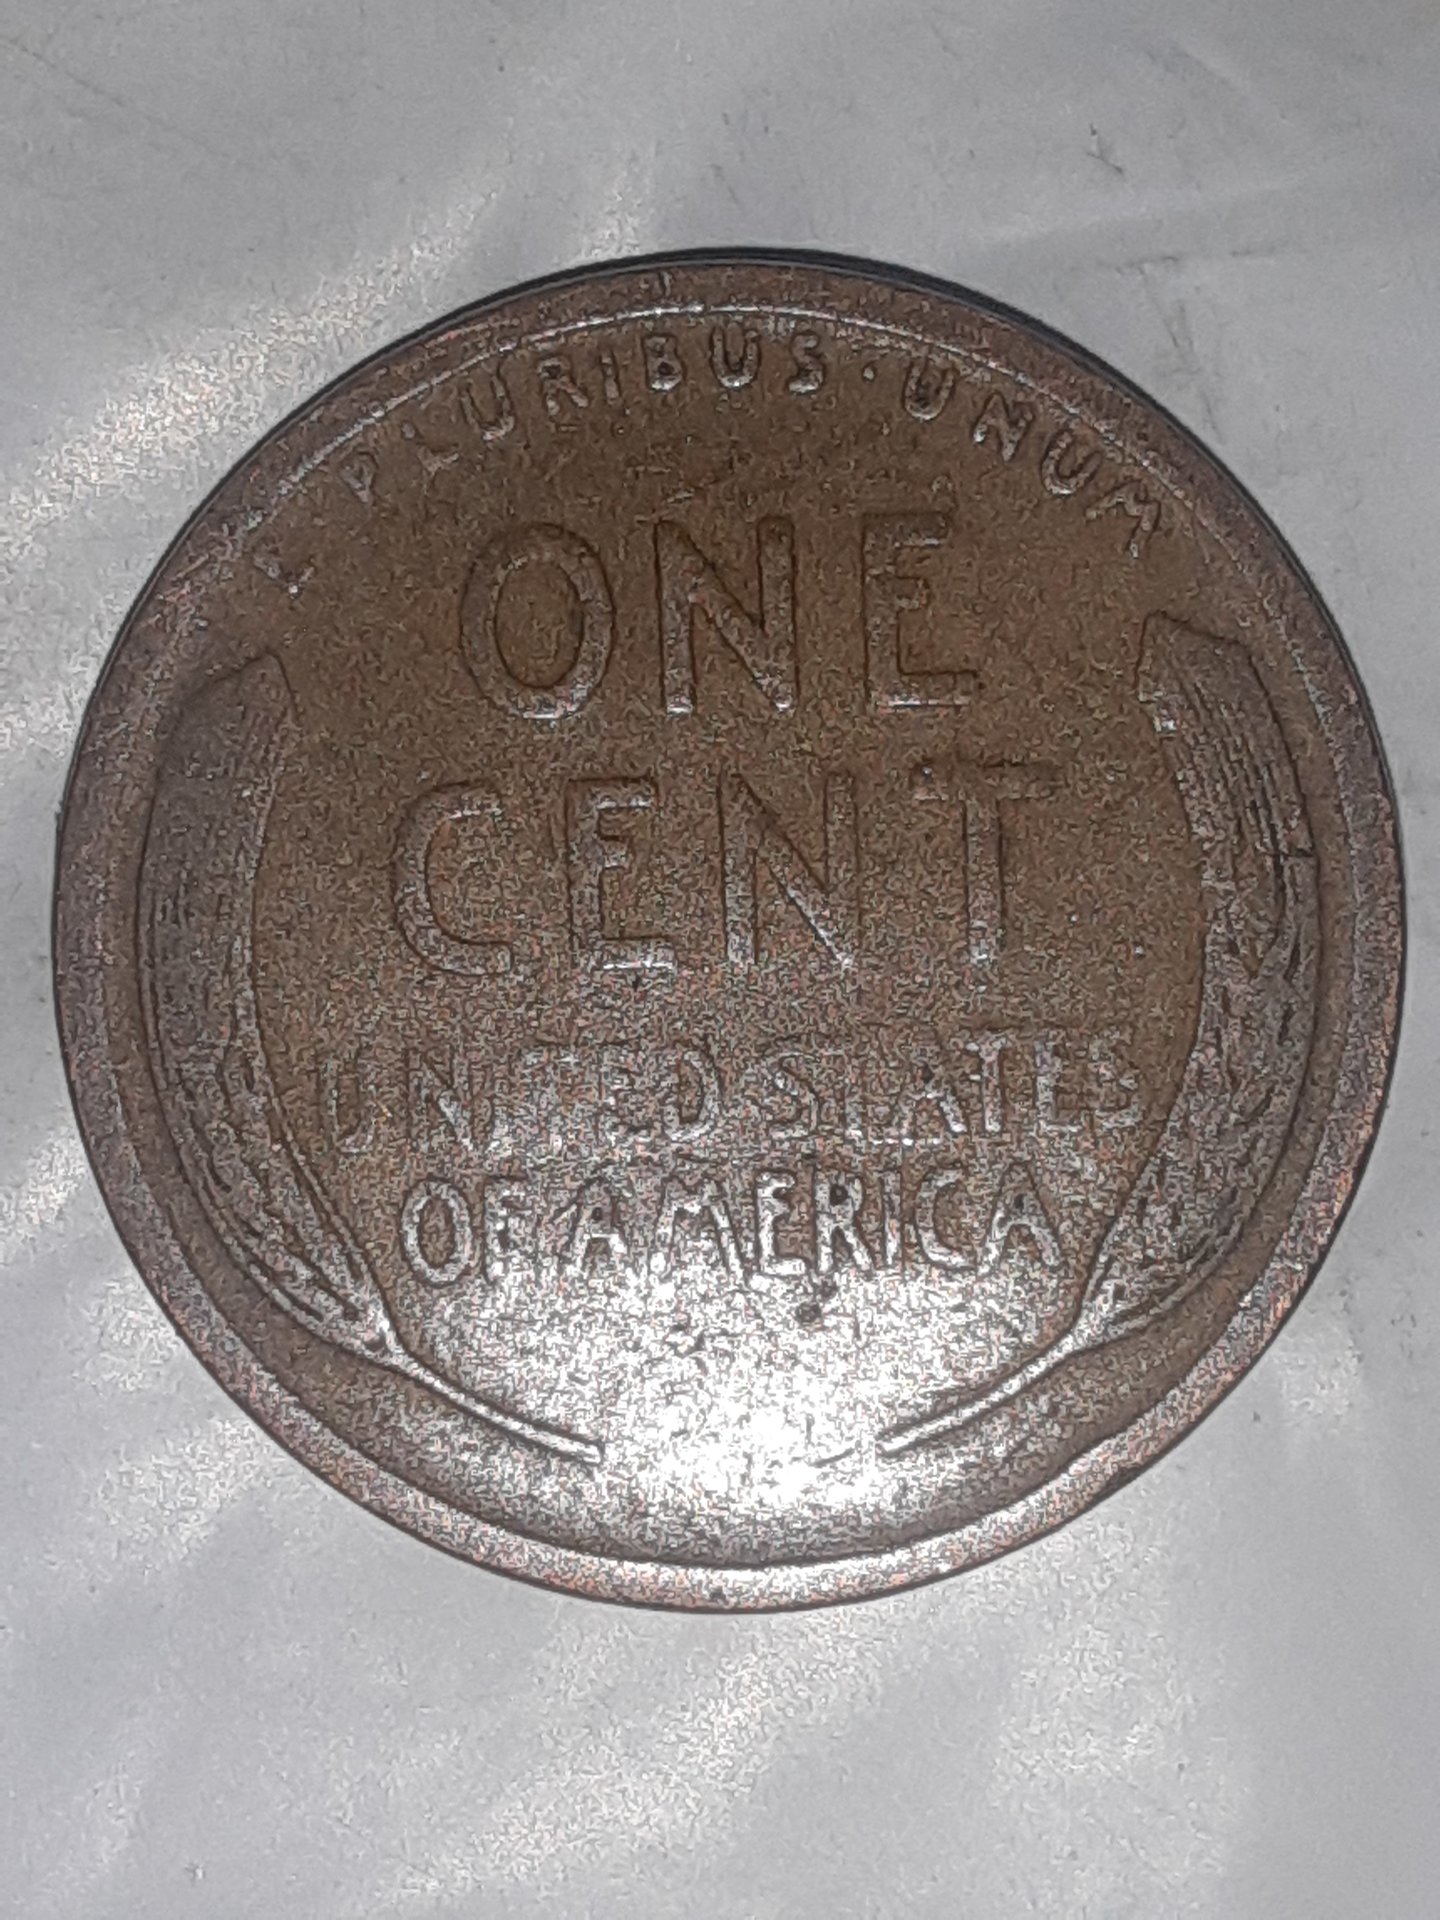 E PLURIBUS·UNUM
ONE
CENT
UNITED STATES
OF AMERICA